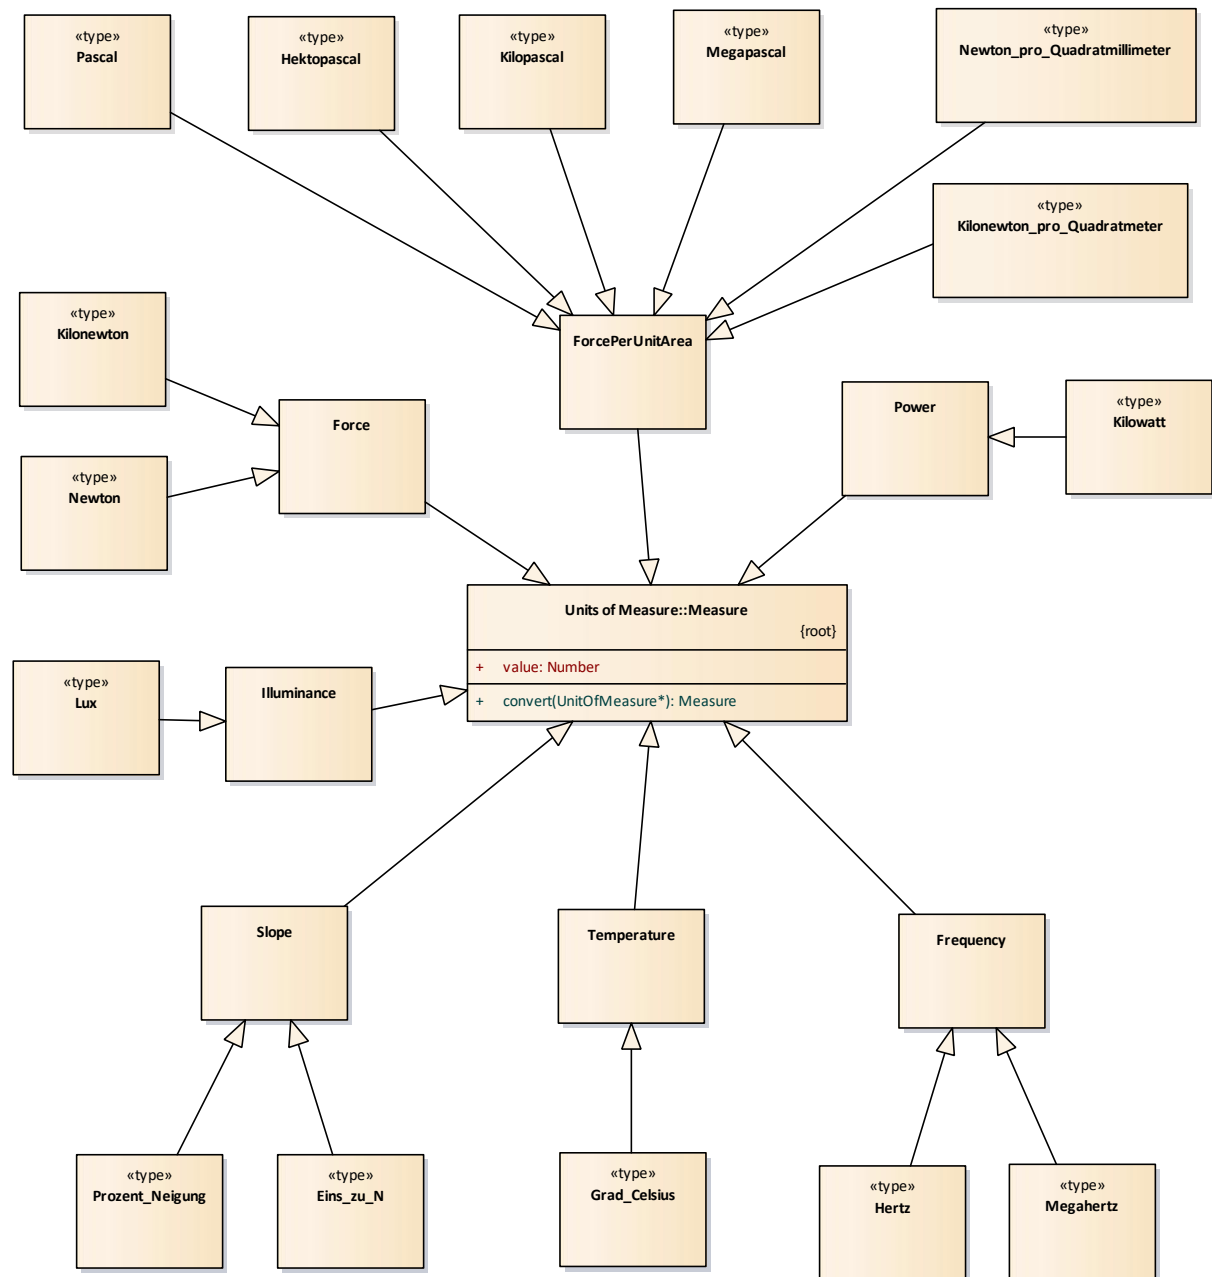 «type»
Pascal
«type»
Hektopascal
«type»
Kilopascal
«type»
Megapascal
«type»
Newton_pro_Quadratmillimeter
«type»
Kilonewton_pro_Quadratmeter
«type»
Kilonewton
ForcePerUnitArea
Power
«type»
Kilowatt
Force
«type»
Newton
Units of Measure::Measure
{root}
+ value: Number
+ convert(UnitOfMeasure*): Measure
«type»
Lux
Illuminance
Slope
Temperature
Frequency
«type»
Prozent_Neigung
«type»
Eins_zu_N
«type»
Grad_Celsius
«type»
Hertz
«type»
Megahertz